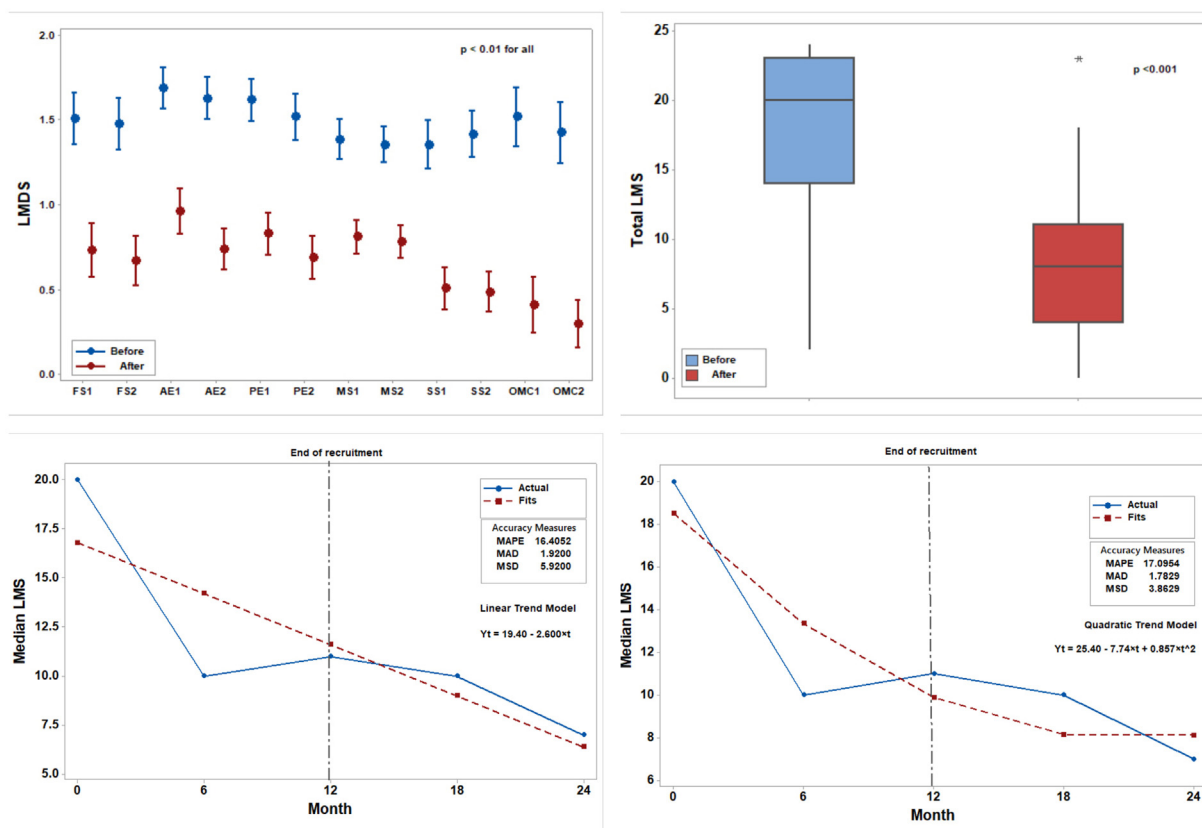 2.0
1.5
1.0
0.5
0.0
LMDS
p < 0.01 for all
Before
After
FS1 FS2 AE1 AE2 PE1 PE2 MS1 MS2 SS1 SS2 OMC1 OMC2
25
20
15
10
5
0
Total LMS
p <0.001
Before
After
End of recruitment
20.0
17.5
15.0
12.5
10.0
7.5
5.0
Median LMS
Actual
Fits
Accuracy Measures
MAPE 16.4052
MAD 1.9200
MSD 5.9200
Linear Trend Model
Yt = 19.40 - 2.600×t
0 6 12 18 24
Month
End of recruitment
20
18
16
14
12
10
8
6
Median LMS
Actual
Fits
Accuracy Measures
MAPE 17.0954
MAD 1.7829
MSD 3.8629
Quadratic Trend Model
Yt = 25.40 - 7.74×t + 0.857×t^2
0 6 12 18 24
Month